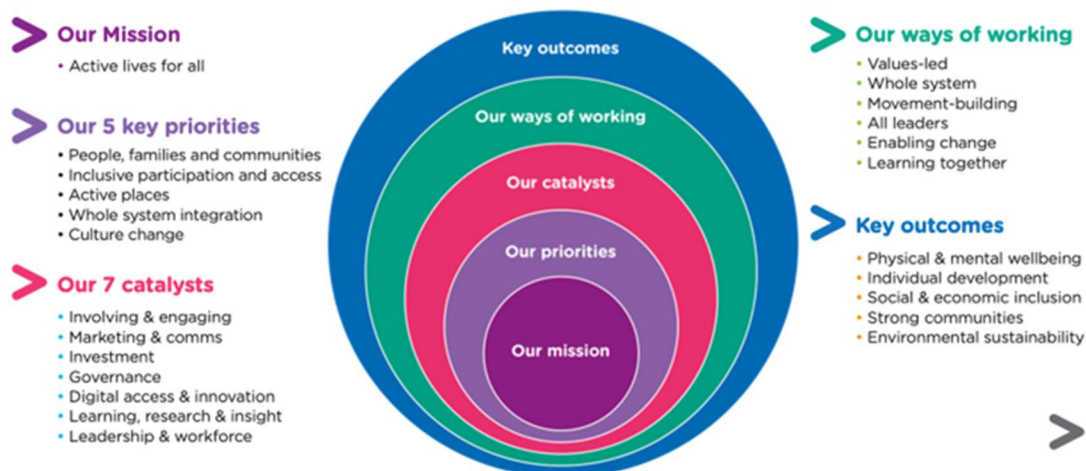 Our Mission
• Active lives for all
Our 5 key priorities
• People, families and communities
• Inclusive participation and access
• Active places
• Whole system integration
• Culture change
Our 7 catalysts
• Involving & engaging
• Marketing & comms
• Investment
• Governance
• Digital access & innovation
• Learning, research & insight
• Leadership & workforce
Key outcomes
Our ways of working
Our catalysts
Our priorities
Our mission
Our ways of working
• Values-led
• Whole system
• Movement-building
• All leaders
• Enabling change
• Learning together
Key outcomes
• Physical & mental wellbeing
• Individual development
• Social & economic inclusion
• Strong communities
• Environmental sustainability